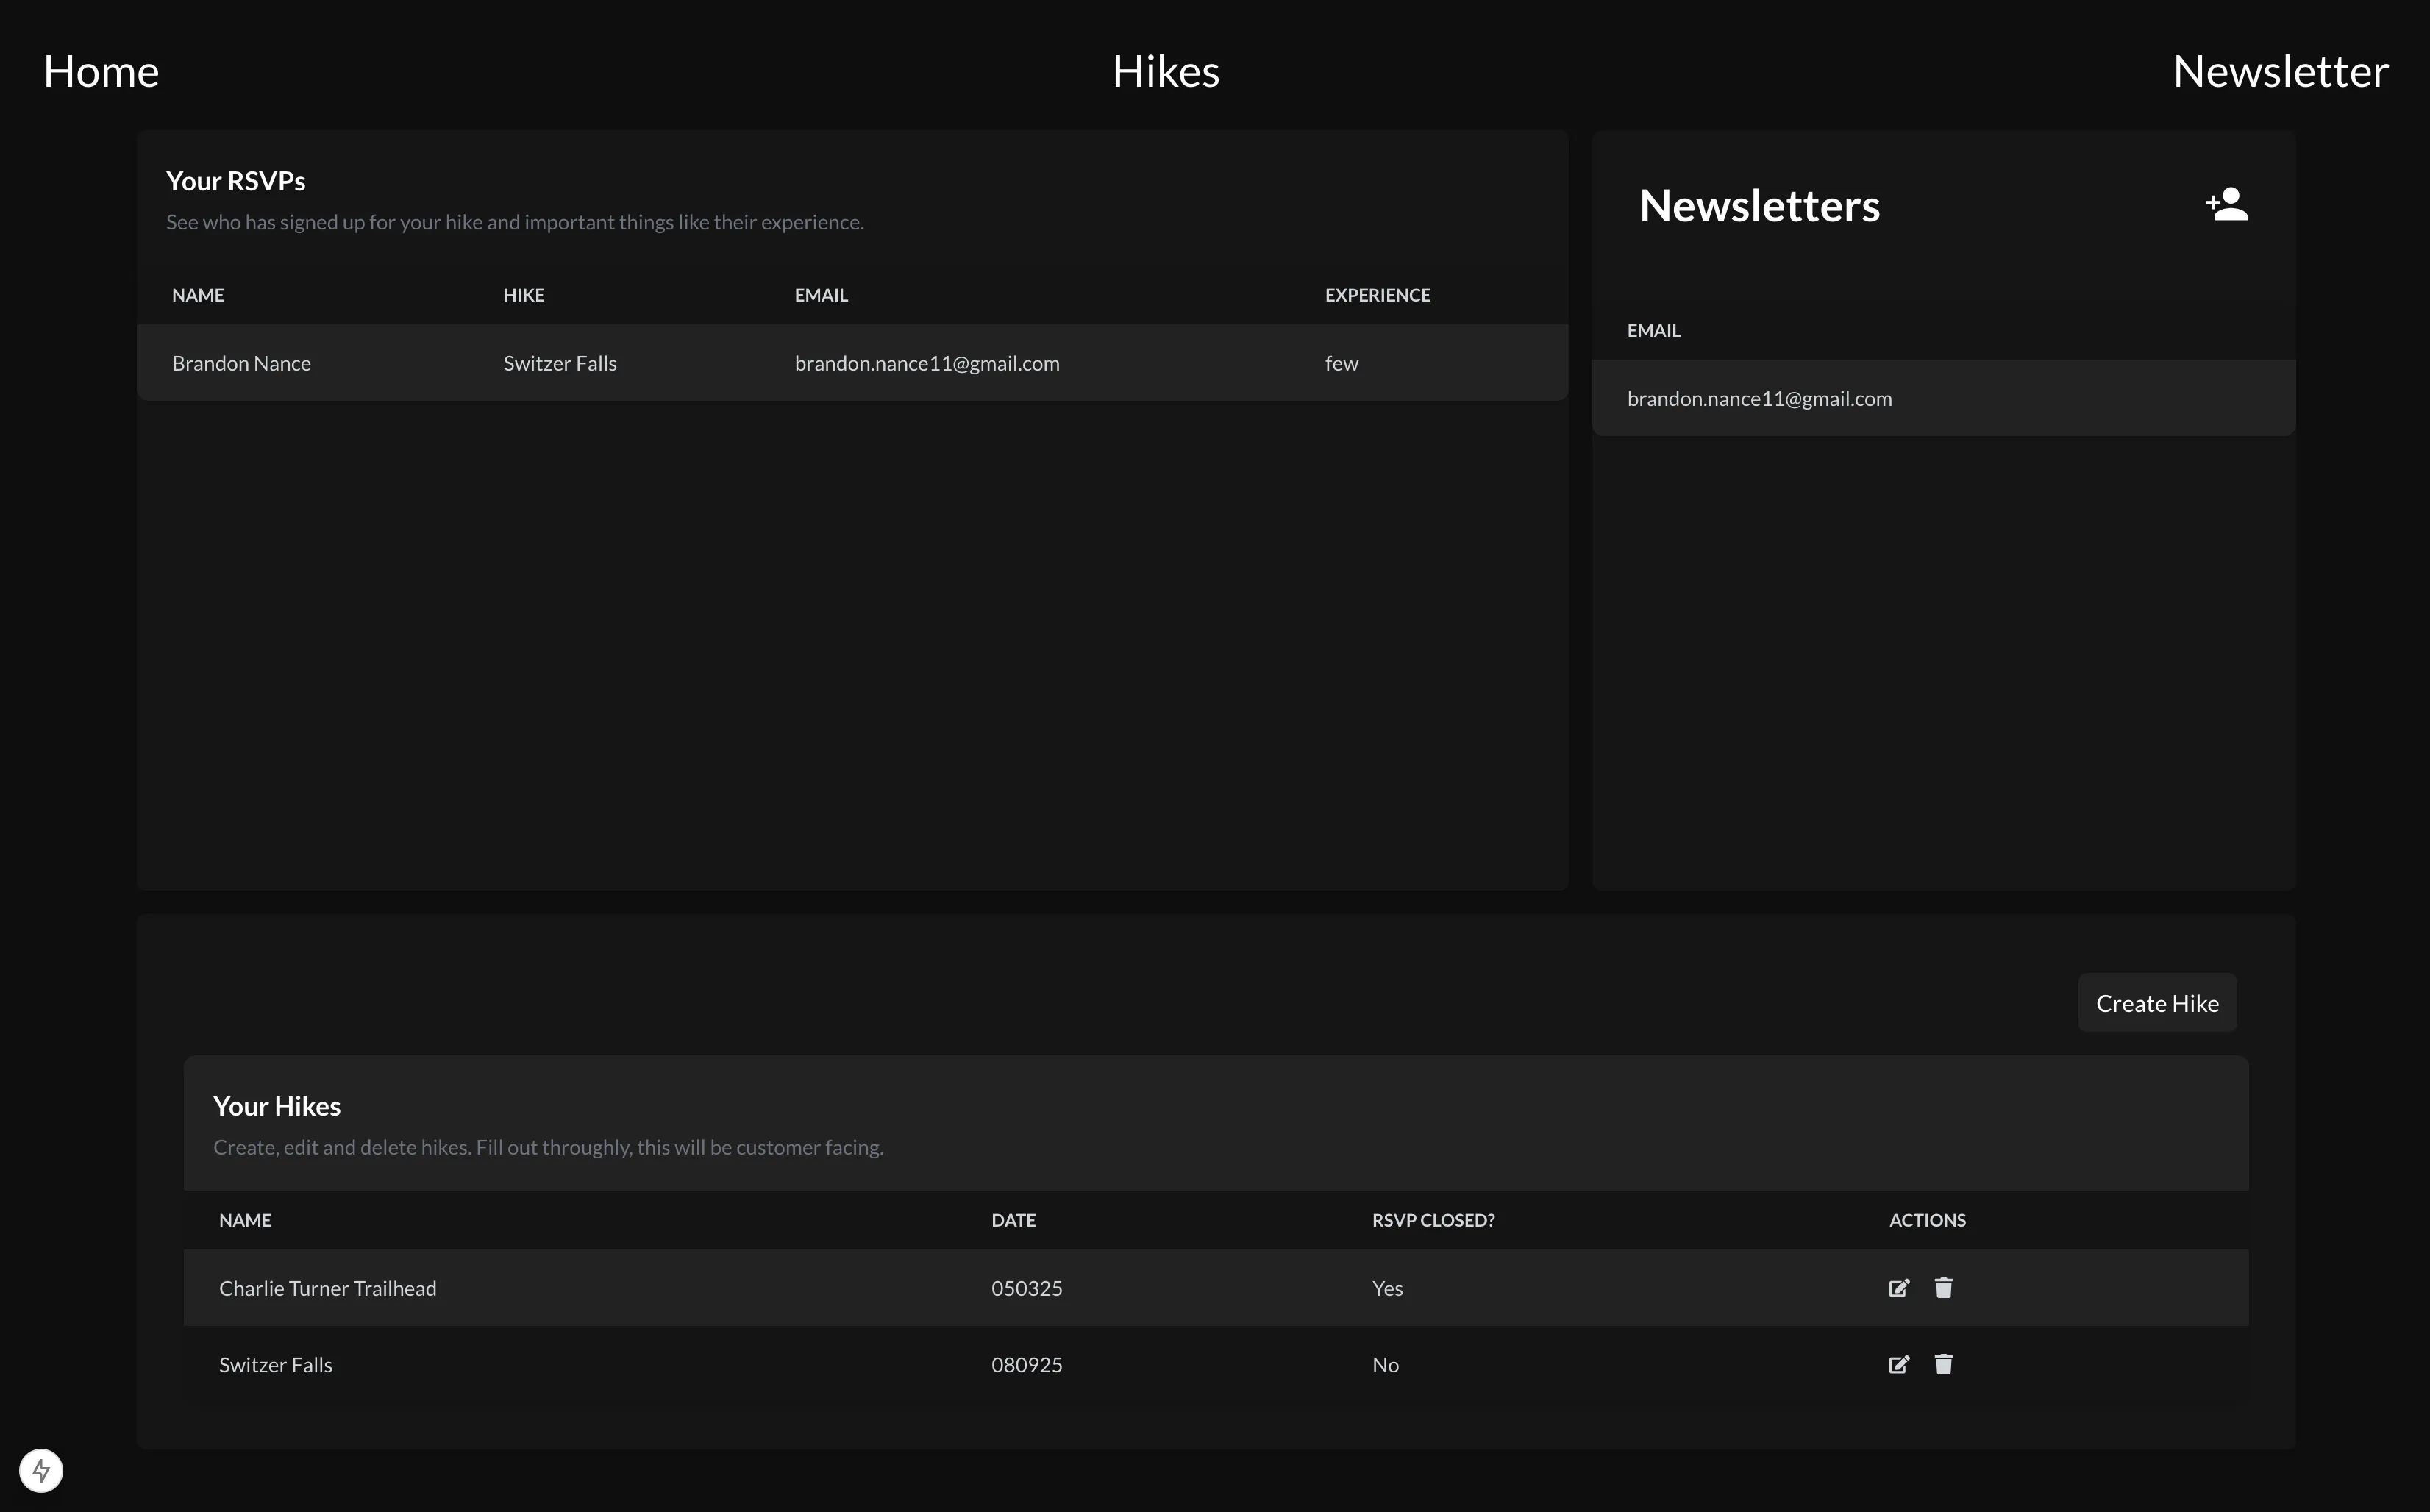 Home
Hikes
Newsletter
Your RSVPs
See who has signed up for your hike and important things like their experience.
NAME HIKE EMAIL EXPERIENCE
Brandon Nance Switzer Falls brandon.nance11@gmail.com few
Newsletters
EMAIL
brandon.nance11@gmail.com
Create Hike
Your Hikes
Create, edit and delete hikes. Fill out throughly, this will be customer facing.
NAME DATE RSVP CLOSED? ACTIONS
Charlie Turner Trailhead 050325 Yes
Switzer Falls 080925 No